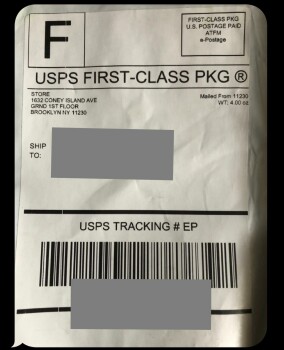 F
FIRST-CLASS PKG
U.S. POSTAGE PAID
ATFM
e-Postage
USPS FIRST-CLASS PKG ®
STORE
1632 CONEY ISLAND AVE
GRND 1ST FLOOR
BROOKLYN NY 11230
Mailed From 11230
WT: 4.00 oz
SHIP
TO:
USPS TRACKING # EP